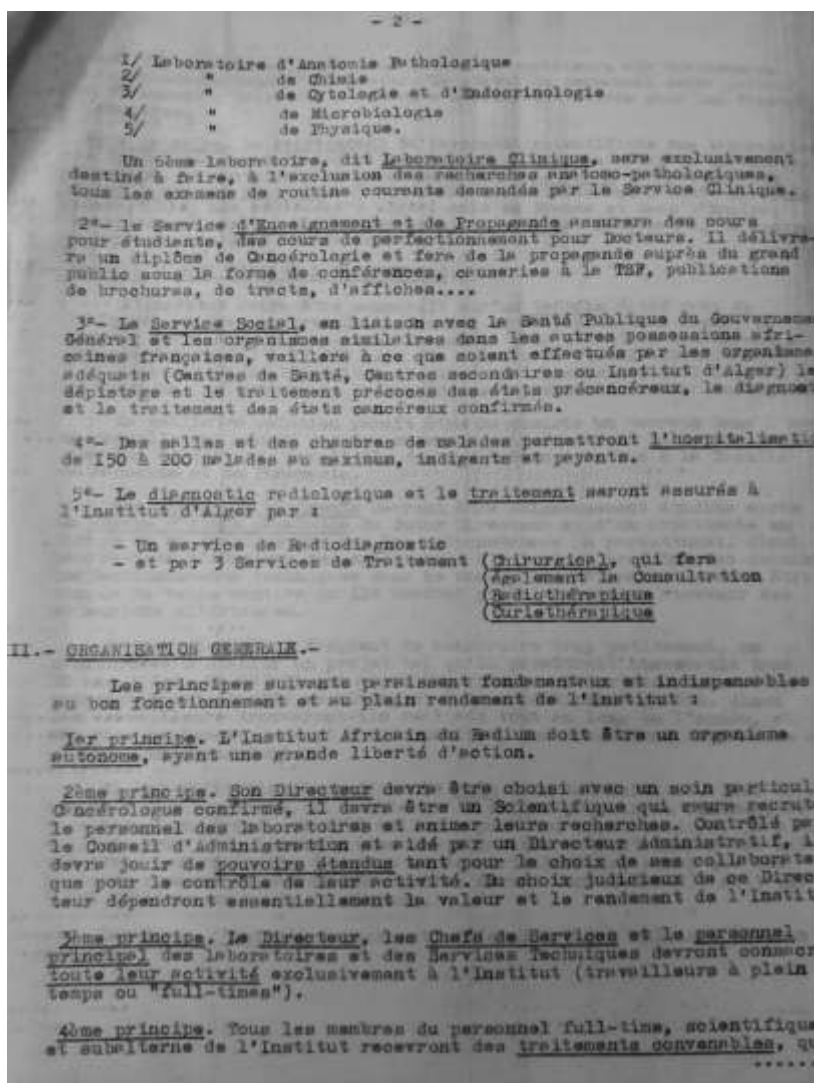 - 2 -
1/ Laboratoire d'Anatomie Pathologique
2/ " de Chimie
3/ " de Cytologie et d'Endocrinologie
4/ " de Microbiologie
5/ " de Physique.
Un 6ème laboratoire, dit Laboratoire Clinique, sera exclusivement
destiné à faire, à l'exclusion des recherches anatomo-pathologiques,
tous les examens de routine courante demandés par le Service Clinique.
2°- le Service d'Enseignement et de Propagande assurera des cours
pour étudiants, des cours de perfectionnement pour Docteurs. Il délivre-
ra un diplôme de Cancérologie et fera de la propagande auprès du grand
public sous la forme de conférences, causeries à la TSF, publications
de brochures, de tracts, d'affiches....
3°- Le Service Social, en liaison avec la Santé Publique du Gouverneme
Général et les organismes similaires dans les autres possessions afri-
caines françaises, veillera à ce que soient effectués par les organisme
adéquats (Centres de Santé, Centres secondaires ou Institut d'Alger) le
dépistage et le traitement précoces des états précancéreux, le diagnost
et le traitement des états cancéreux confirmés.
4°- Des salles et des chambres de malades permettront l'hospitalisatio
de I50 à 200 malades au maximum, indigents et payants.
5°- Le diagnostic radiologique et le traitement seront assurés à
l'Institut d'Alger par :
- Un service de Radiodiagnostic
- et par 3 Services de Traitement (Chirurgical, qui fera
(également la Consultation
(Radiothérapique
(Curiethérapique
II.- ORGANISATION GENERALE.-
Les principes suivants paraissent fondamentaux et indispensables
au bon fonctionnement et au plein rendement de l'Institut :
Ier principe. L'Institut Africain du Radium doit être un organisme
autonome, ayant une grande liberté d'action.
2ème principe. Son Directeur devra être choisi avec un soin particul
Cancérologue confirmé, il devra être un Scientifique qui saura recrut
le personnel des laboratoires et animer leurs recherches. Contrôlé pa
le Conseil d'Administration et aidé par un Directeur Administratif, i
devra jouir de pouvoirs étendus tant pour le choix de ses collaborate
que pour le contrôle de leur activité. Du choix judicieux de ce Direc
teur dépendront essentiellement la valeur et le rendement de l'Instit
3ème principe. Le Directeur, les Chefs de Services et le personnel
principal des laboratoires et des Services Techniques devront consacr
toute leur activité exclusivement à l'Institut (travailleurs à plein
temps ou "full-times").
4ème principe. Tous les membres du personnel full-time, scientifique
et subalterne de l'Institut recevront des traitements convenables, qu
......